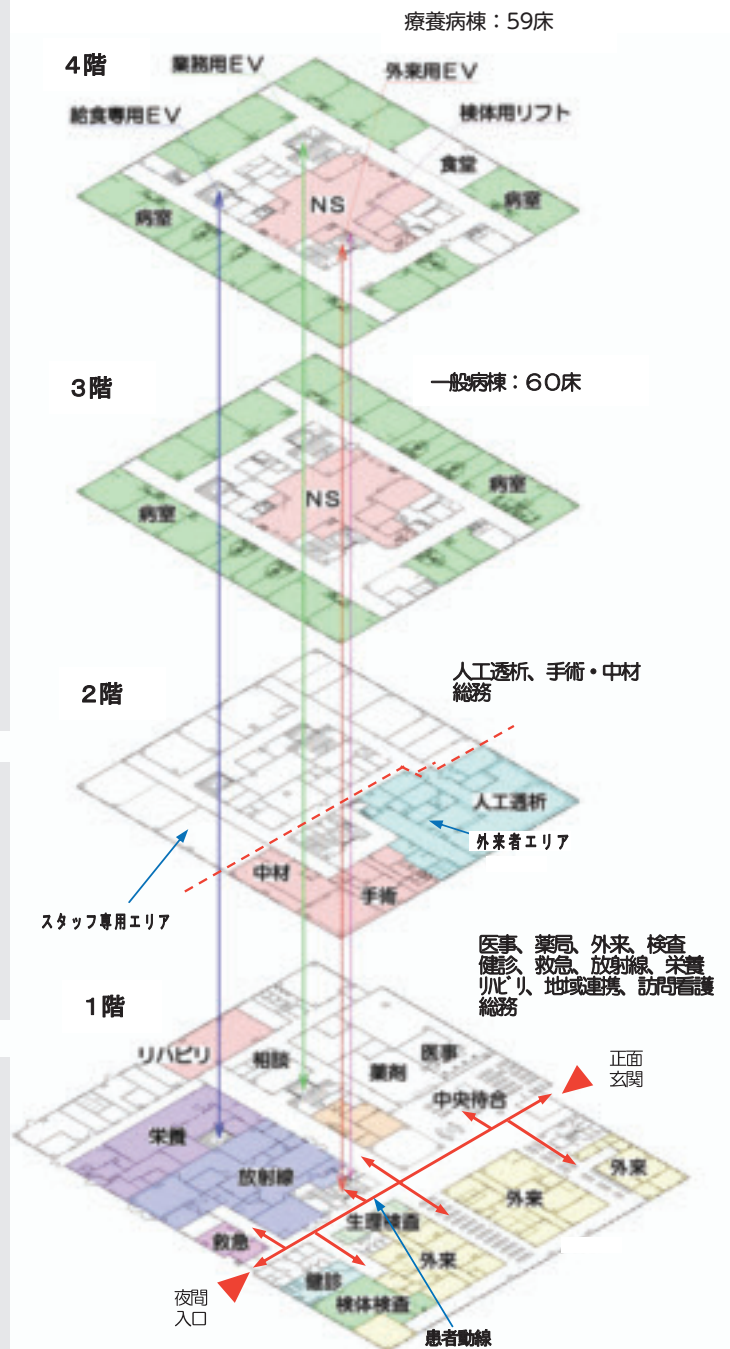 療養病棟：59床
4階
業務用EV
外来用EV
給食専用EV
検体用リフト
食堂
NS
病室
病室
3階
一般病棟：60床
病室
NS
病室
2階
人工透析、手術・中材
総務
人工透析
外来者エリア
中材
手術
スタッフ専用エリア
医事、薬局、外来、検査
健診、救急、放射線、栄養
リハビリ、地域連携、訪問看護
総務
1階
リハビリ
相談
医事
薬剤
正面
玄関
中央待合
栄養
放射線
外来
外来
生理検査
救急
外来
健診
検体検査
夜間
入口
患者動線